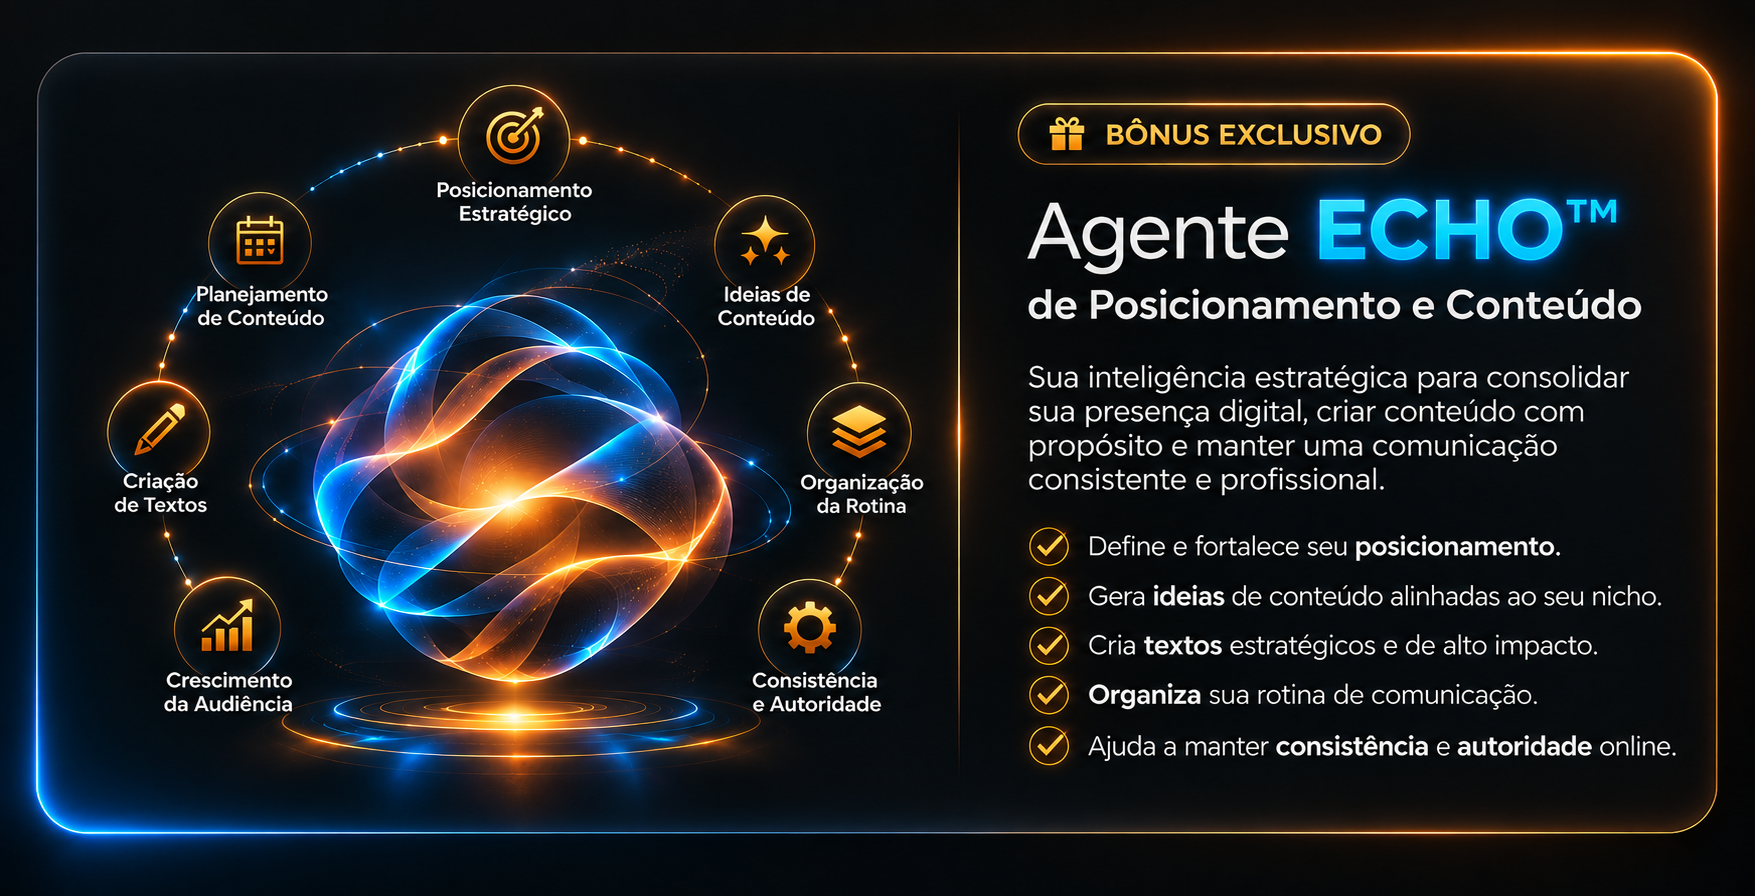 Posicionamento
Estratégico
Planejamento
de Conteúdo
Ideias de
Conteúdo
Criação
de Textos
Organização
da Rotina
Crescimento
da Audiência
Consistência
e Autoridade
BÔNUS EXCLUSIVO
Agente ECHO™
de Posicionamento e Conteúdo
Sua inteligência estratégica para consolidar
sua presença digital, criar conteúdo com
propósito e manter uma comunicação
consistente e profissional.
Define e fortalece seu posicionamento.
Gera ideias de conteúdo alinhadas ao seu nicho.
Cria textos estratégicos e de alto impacto.
Organiza sua rotina de comunicação.
Ajuda a manter consistência e autoridade online.